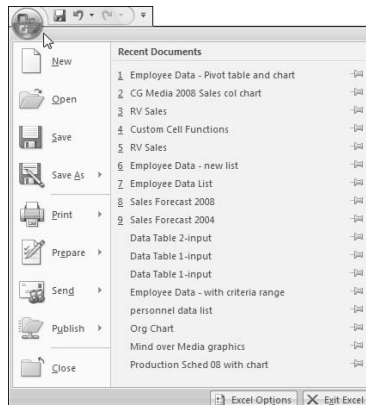 Recent Documents
New
Open
Save
Save As
Print
Prepare
Send
Publish
Close
1 Employee Data - Pivot table and chart
2 CG Media 2008 Sales col chart
3 RV Sales
4 Custom Cell Functions
5 RV Sales
6 Employee Data - new list
7 Employee Data List
8 Sales Forecast 2008
9 Sales Forecast 2004
Data Table 2-input
Data Table 1-input
Data Table 1-input
Employee Data - with criteria range
personnel data list
Org Chart
Mind over Media graphics
Production Sched 08 with chart
Excel Options
Exit Excel